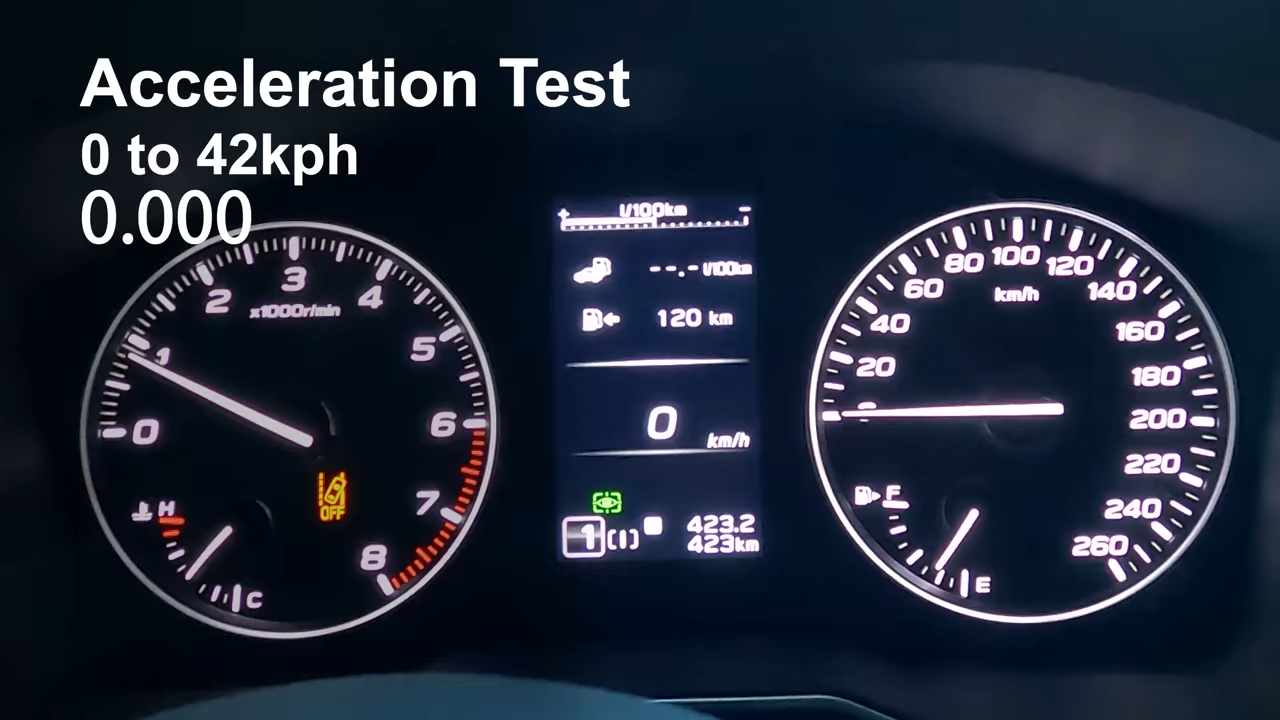 Acceleration Test
0 to 42kph
0.000
+ l/100km -
--.- l/100km
120 km
0 km/h
1 423.2
423km
0
1
2
3
4
5
6
7
8
x1000r/min
OFF
H
C
0
20
40
60
80
100
120
140
160
180
200
220
240
260
km/h
F
E